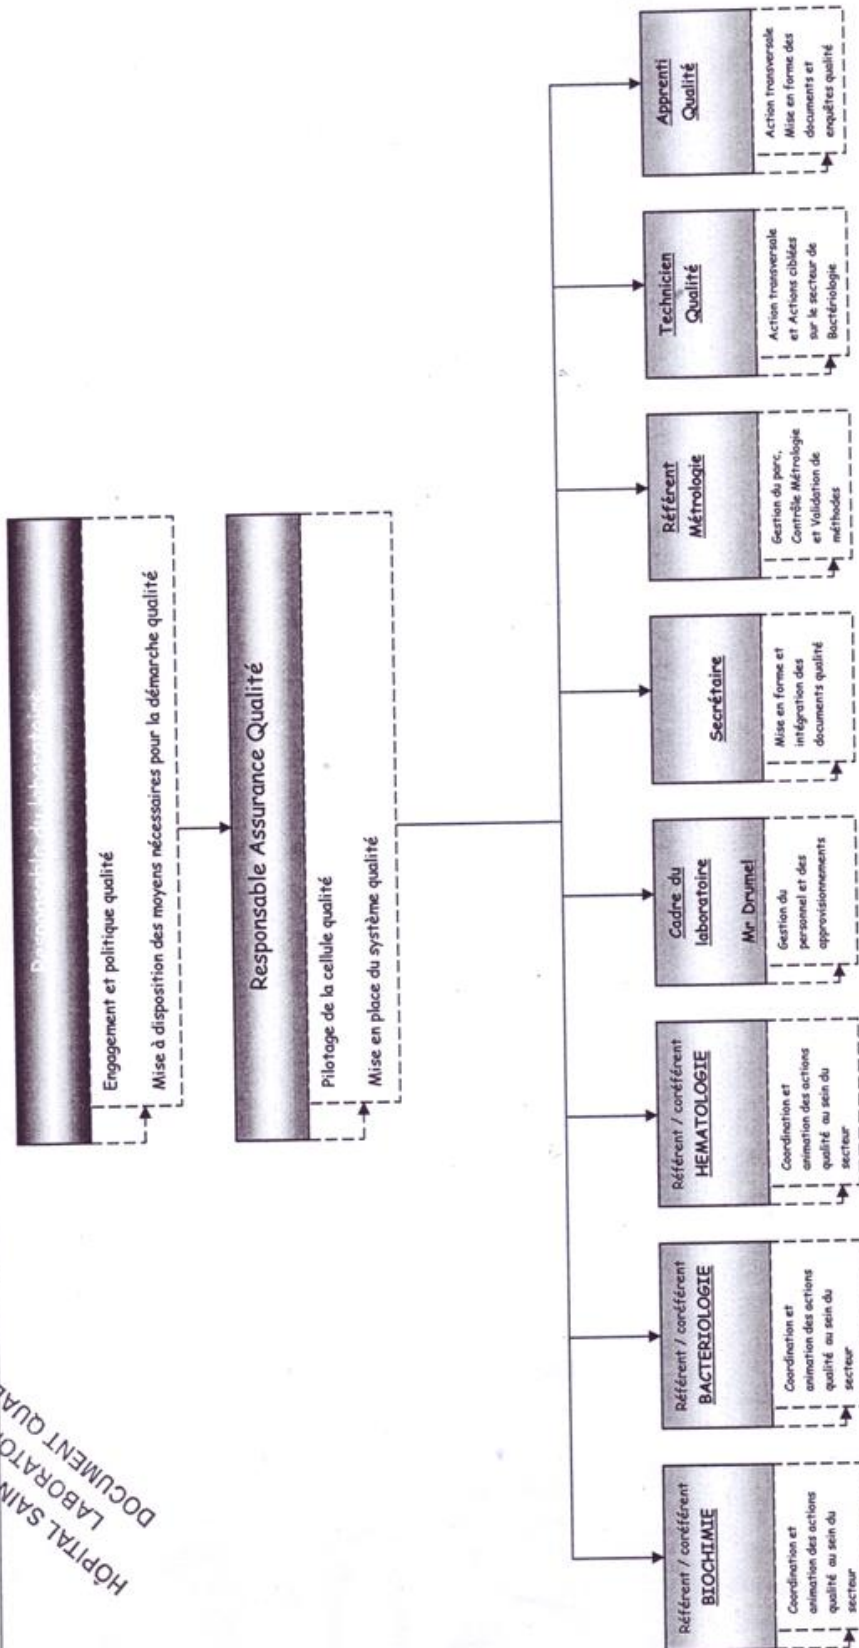 HÔPITAL
LABORATOI
DOCUMENT
Responsable du laboratoire
Engagement et politique qualité
Mise à disposition des moyens nécessaires pour la démarche qualité
Responsable Assurance Qualité
Pilotage de la cellule qualité
Mise en place du système qualité
Référent / coréférent
BIOCHIMIE
Coordination et
animation des actions
qualité au sein du
secteur
Référent / coréférent
BACTERIOLOGIE
Coordination et
animation des actions
qualité au sein du
secteur
Référent / coréférent
HEMATOLOGIE
Coordination et
animation des actions
qualité au sein du
secteur
Cadre du
laboratoire
Mr Drumel
Gestion du
personnel et des
approvisionnements
Secrétaire
Mise en forme et
intégration des
documents qualité
Référent
Métrologie
Gestion du parc,
Contrôle Métrologie
et Validation de
méthodes
Technicien
Qualité
Action transversale
et Actions ciblées
sur le secteur de
Bactériologie
Apprenti
Qualité
Action transversale
Mise en forme des
documents et
enquêtes qualité